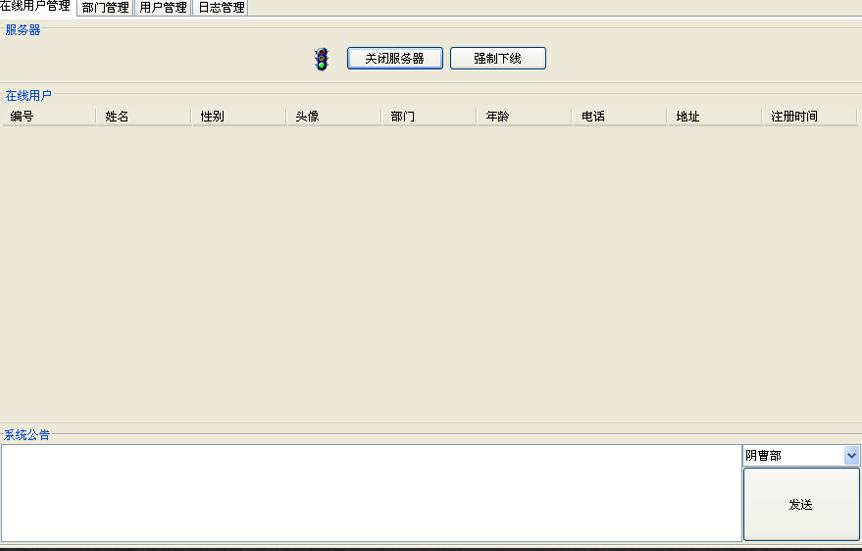 在线用户管理 部门管理 用户管理 日志管理
服务器
关闭服务器 强制下线
在线用户
编号 姓名 性别 头像 部门 年龄 电话 地址 注册时间
系统公告
阴曹部
发送